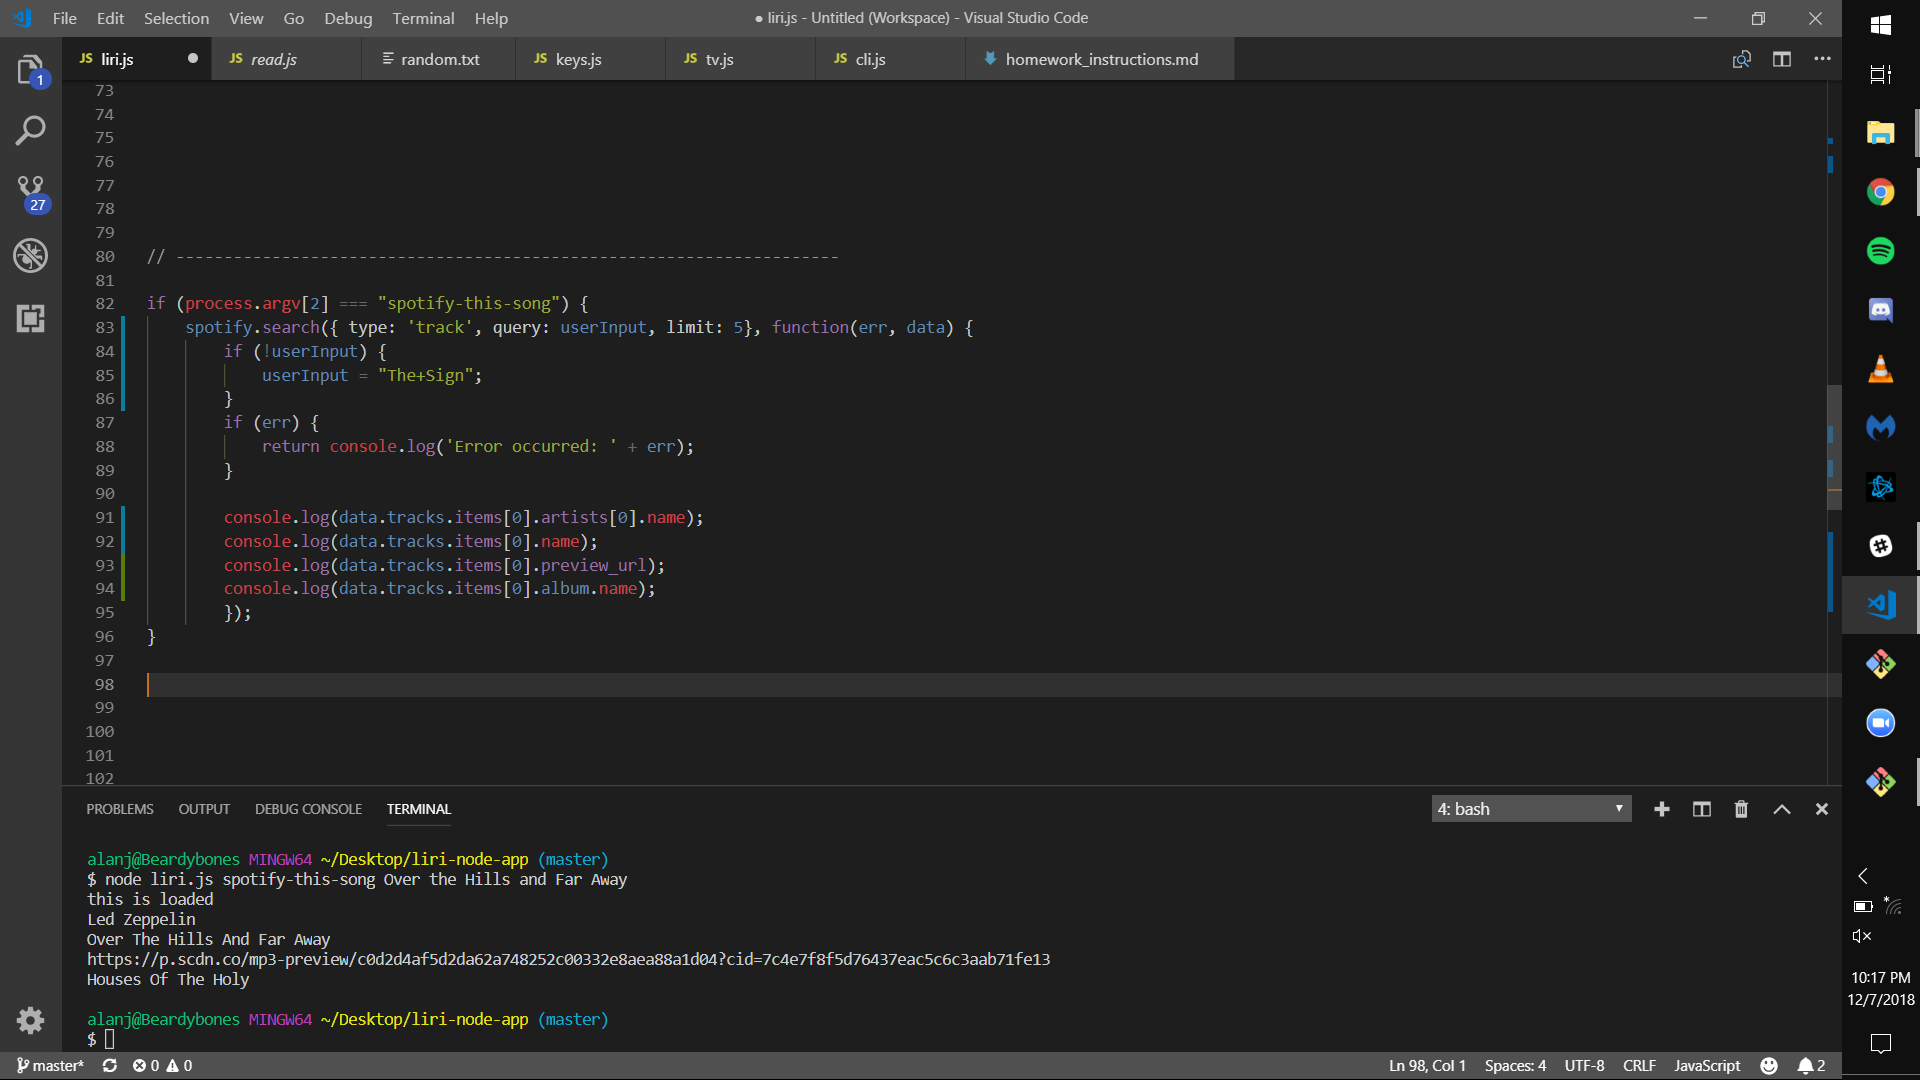 File Edit Selection View Go Debug Terminal Help
● liri.js - Untitled (Workspace) - Visual Studio Code
JS liri.js
JS read.js
random.txt
JS keys.js
JS tv.js
JS cli.js
homework_instructions.md
1
27
73
74
75
76
77
78
79
80 // ---------------------------------------------------------------------
81
82 if (process.argv[2] === "spotify-this-song") {
83 spotify.search({ type: 'track', query: userInput, limit: 5}, function(err, data) {
84 if (!userInput) {
85 userInput = "The+Sign";
86 }
87 if (err) {
88 return console.log('Error occurred: ' + err);
89 }
90
91 console.log(data.tracks.items[0].artists[0].name);
92 console.log(data.tracks.items[0].name);
93 console.log(data.tracks.items[0].preview_url);
94 console.log(data.tracks.items[0].album.name);
95 });
96 }
97
98
99
100
101
102
PROBLEMS OUTPUT DEBUG CONSOLE TERMINAL
4: bash
alanj@Beardybones MINGW64 ~/Desktop/liri-node-app (master)
$ node liri.js spotify-this-song Over the Hills and Far Away
this is loaded
Led Zeppelin
Over The Hills And Far Away
https://p.scdn.co/mp3-preview/c0d2d4af5d2da62a748252c00332e8aea88a1d04?cid=7c4e7f8f5d76437eac5c6c3aab71fe13
Houses Of The Holy
alanj@Beardybones MINGW64 ~/Desktop/liri-node-app (master)
$
master* 0 0
Ln 98, Col 1 Spaces: 4 UTF-8 CRLF JavaScript 2
10:17 PM
12/7/2018